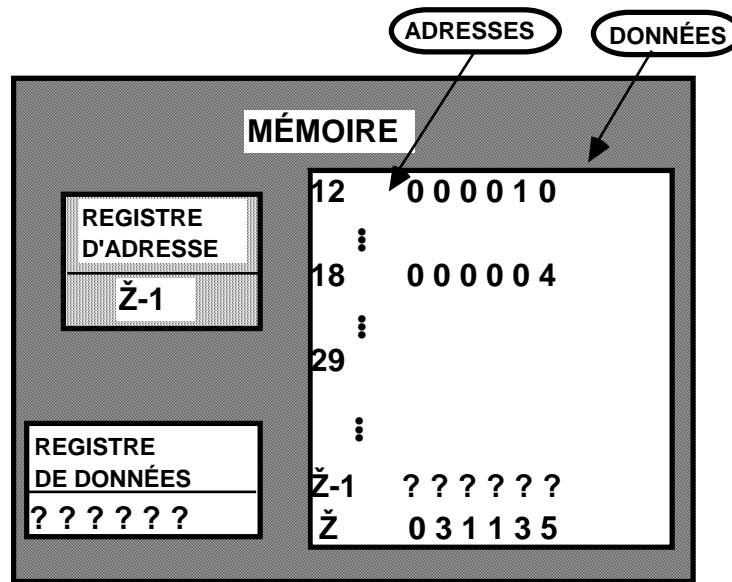 ADRESSES
DONNÉES
MÉMOIRE
REGISTRE
D'ADRESSE
Ž-1
REGISTRE
DE DONNÉES
? ? ? ? ? ?
12 0 0 0 0 1 0
18 0 0 0 0 0 4
29
Ž-1 ? ? ? ? ? ?
Ž 0 3 1 1 3 5